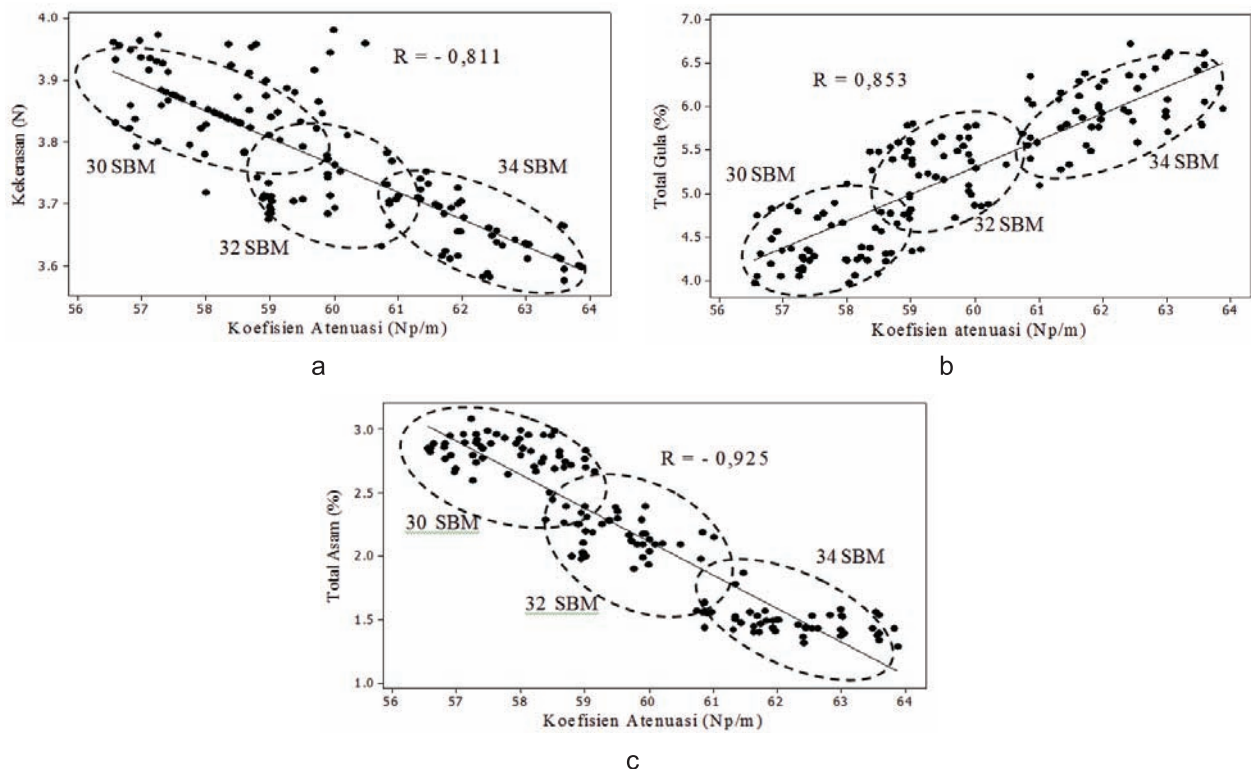 4.0
3.9
3.8
3.7
3.6
Kekerasan (N)
R = - 0,811
30 SBM
32 SBM
34 SBM
56 57 58 59 60 61 62 63 64
Koefisien Atenuasi (Np/m)
a
7.0
6.5
6.0
5.5
5.0
4.5
4.0
Total Gula (%)
R = 0,853
30 SBM
32 SBM
34 SBM
56 57 58 59 60 61 62 63 64
Koefisien atenuasi (Np/m)
b
3.0
2.5
2.0
1.5
1.0
Total Asam (%)
R = - 0,925
30 SBM
32 SBM
34 SBM
56 57 58 59 60 61 62 63 64
Koefisien Atenuasi (Np/m)
c